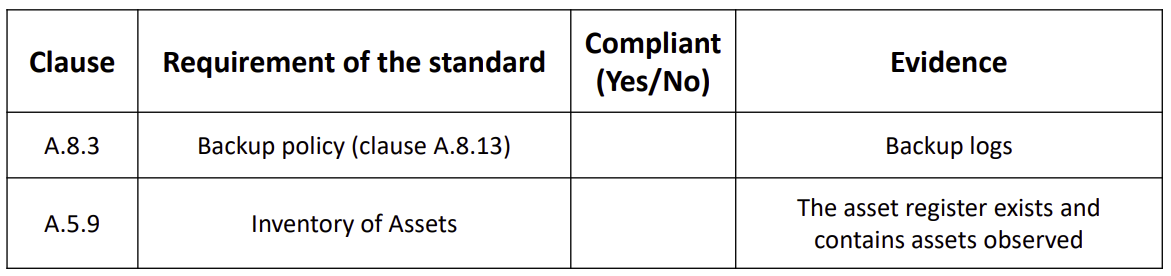 Clause
Requirement of the standard
Compliant
(Yes/No)
Evidence
A.8.3
Backup policy (clause A.8.13)
Backup logs
A.5.9
Inventory of Assets
The asset register exists and
contains assets observed